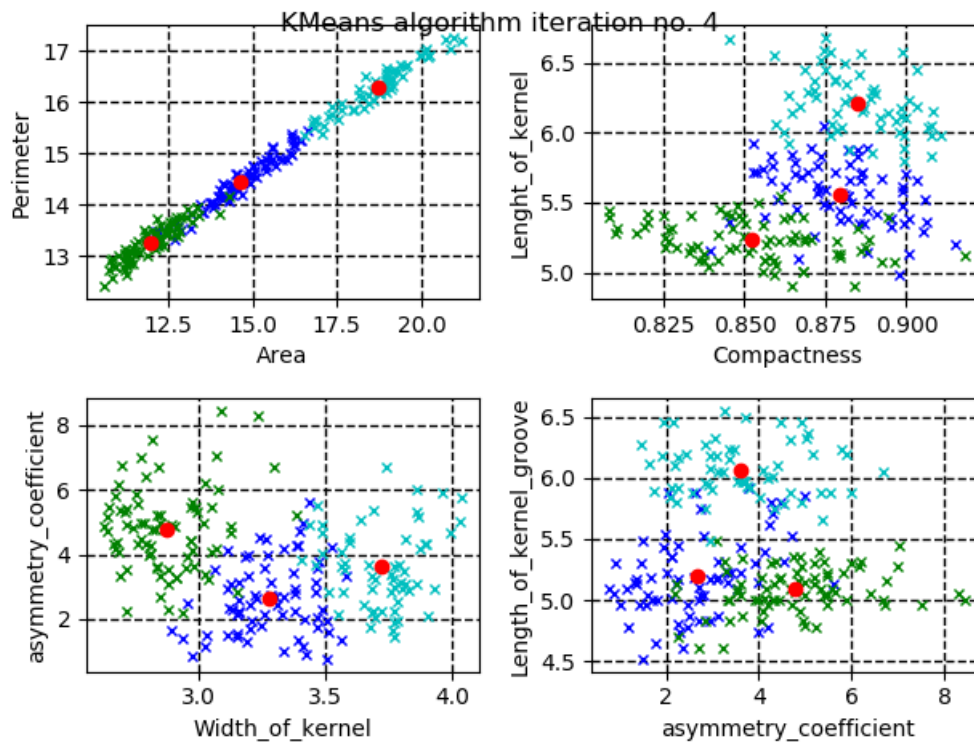 KMeans algorithm iteration no. 4
17
16
15
14
13
Perimeter
12.5 15.0 17.5 20.0
Area
6.5
6.0
5.5
5.0
Lenght_of_kernel
0.825 0.850 0.875 0.900
Compactness
8
6
4
2
asymmetry_coefficient
3.0 3.5 4.0
Width_of_kernel
6.5
6.0
5.5
5.0
4.5
Length_of_kernel_groove
2 4 6 8
asymmetry_coefficient